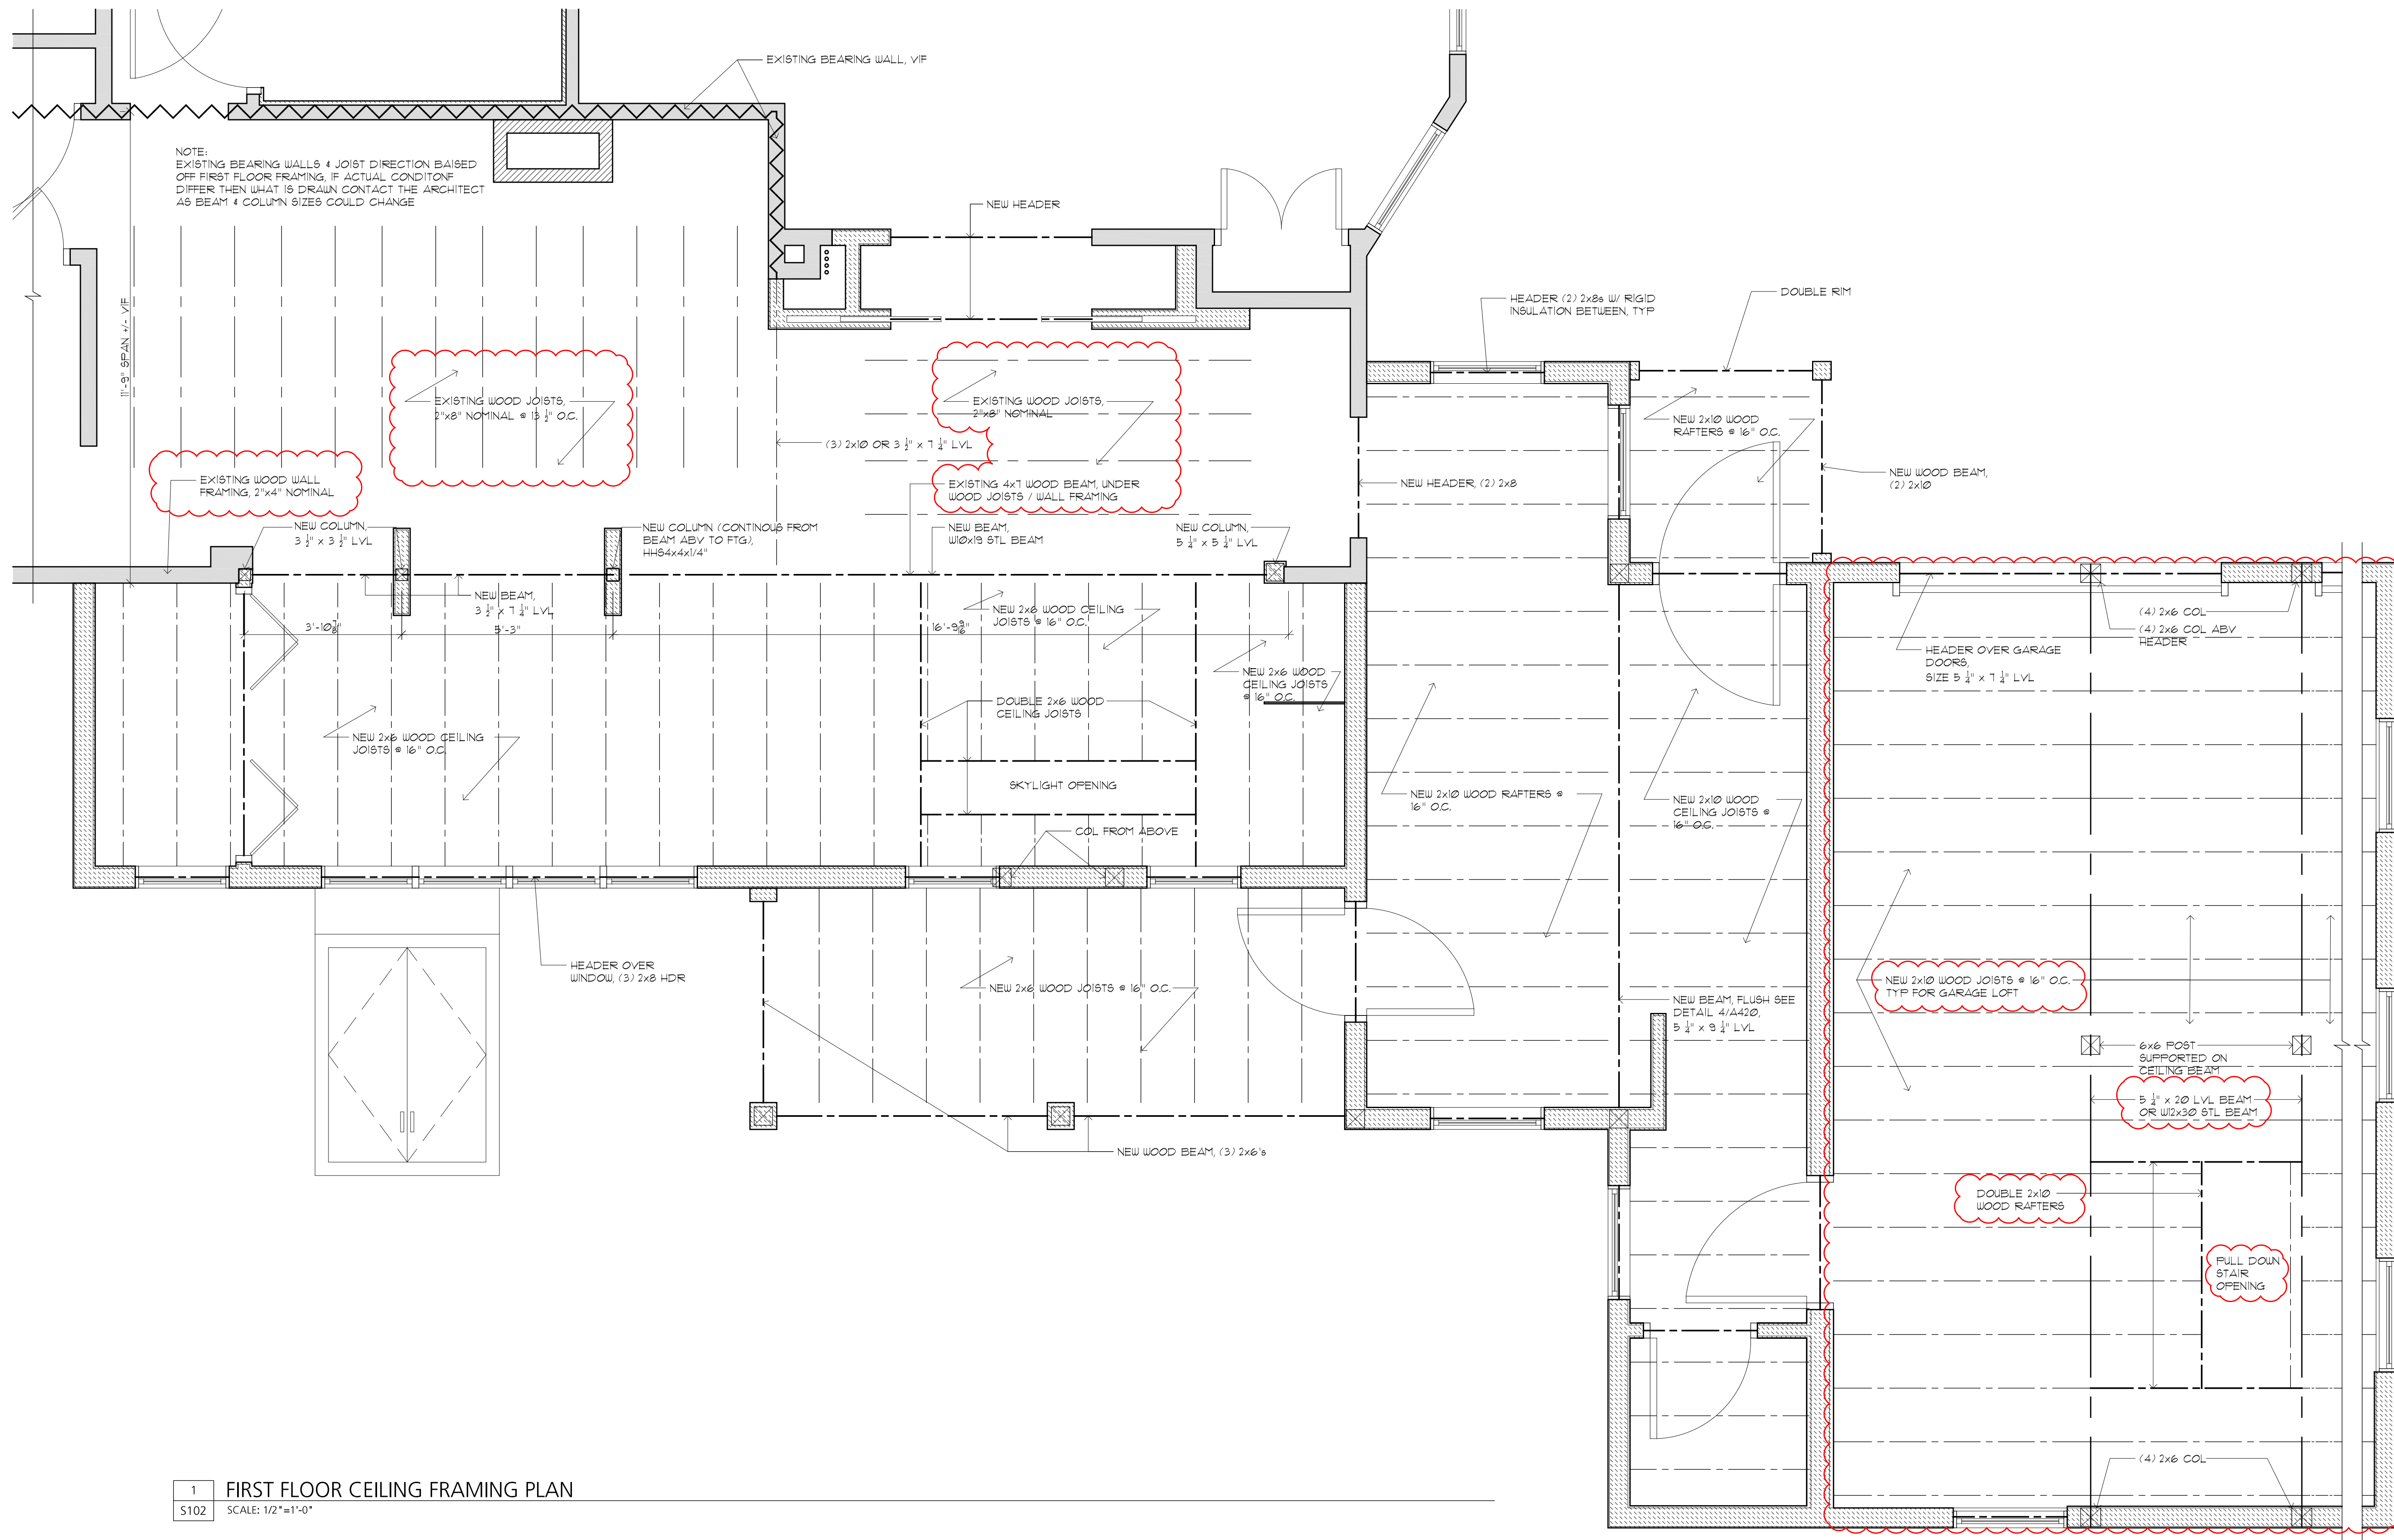 EXISTING BEARING WALL, VIF
NOTE:
EXISTING BEARING WALLS & JOIST DIRECTION BAISED
OFF FIRST FLOOR FRAMING, IF ACTUAL CONDITONF
DIFFER THEN WHAT IS DRAWN CONTACT THE ARCHITECT
AS BEAM & COLUMN SIZES COULD CHANGE
NEW HEADER
11'-9" SPAN +/- VIF
HEADER (2) 2x8s W/ RIGID
INSULATION BETWEEN, TYP
DOUBLE RIM
EXISTING WOOD JOISTS,
2"x8" NOMINAL @ 13 1/2" O.C.
EXISTING WOOD JOISTS,
2"x8" NOMINAL
(3) 2x10 OR 3 1/2" x 7 1/4" LVL
NEW 2x10 WOOD
RAFTERS @ 16" O.C.
EXISTING WOOD WALL
FRAMING, 2"x4" NOMINAL
EXISTING 4x7 WOOD BEAM, UNDER
WOOD JOISTS / WALL FRAMING
NEW HEADER, (2) 2x8
NEW WOOD BEAM,
(2) 2x10
NEW COLUMN,
3 1/2" x 3 1/2" LVL
NEW COLUMN (CONTINOUS FROM
BEAM ABV TO FTG),
HHS4x4x1/4"
NEW BEAM,
W10x19 STL BEAM
NEW COLUMN,
5 1/4" x 5 1/4" LVL
NEW BEAM,
3 1/2" x 7 1/4" LVL
3'-10 7/8"
5'-3"
NEW 2x6 WOOD CEILING
JOISTS @ 16" O.C.
NEW 2x6 WOOD
CEILING JOISTS
@ 16" O.C.
(4) 2x6 COL
(4) 2x6 COL ABV
HEADER
HEADER OVER GARAGE
DOORS,
SIZE 5 1/4" x 7 1/4" LVL
DOUBLE 2x6 WOOD
CEILING JOISTS
NEW 2x6 WOOD CEILING
JOISTS @ 16" O.C.
SKYLIGHT OPENING
NEW 2x10 WOOD RAFTERS @
16" O.C.
NEW 2x10 WOOD
CEILING JOISTS @
16" O.C.
COL FROM ABOVE
HEADER OVER
WINDOW, (3) 2x8 HDR
NEW 2x6 WOOD JOISTS @ 16" O.C.
NEW BEAM, FLUSH SEE
DETAIL 4/A420,
5 1/4" x 9 1/4" LVL
NEW 2x10 WOOD JOISTS @ 16" O.C.
TYP FOR GARAGE LOFT
6x6 POST
SUPPORTED ON
CEILING BEAM
5 1/4" x 20 LVL BEAM
OR W12x30 STL BEAM
NEW WOOD BEAM, (3) 2x6's
DOUBLE 2x10
WOOD RAFTERS
PULL DOWN
STAIR
OPENING
(4) 2x6 COL
1
S102
FIRST FLOOR CEILING FRAMING PLAN
SCALE: 1/2"=1'-0"